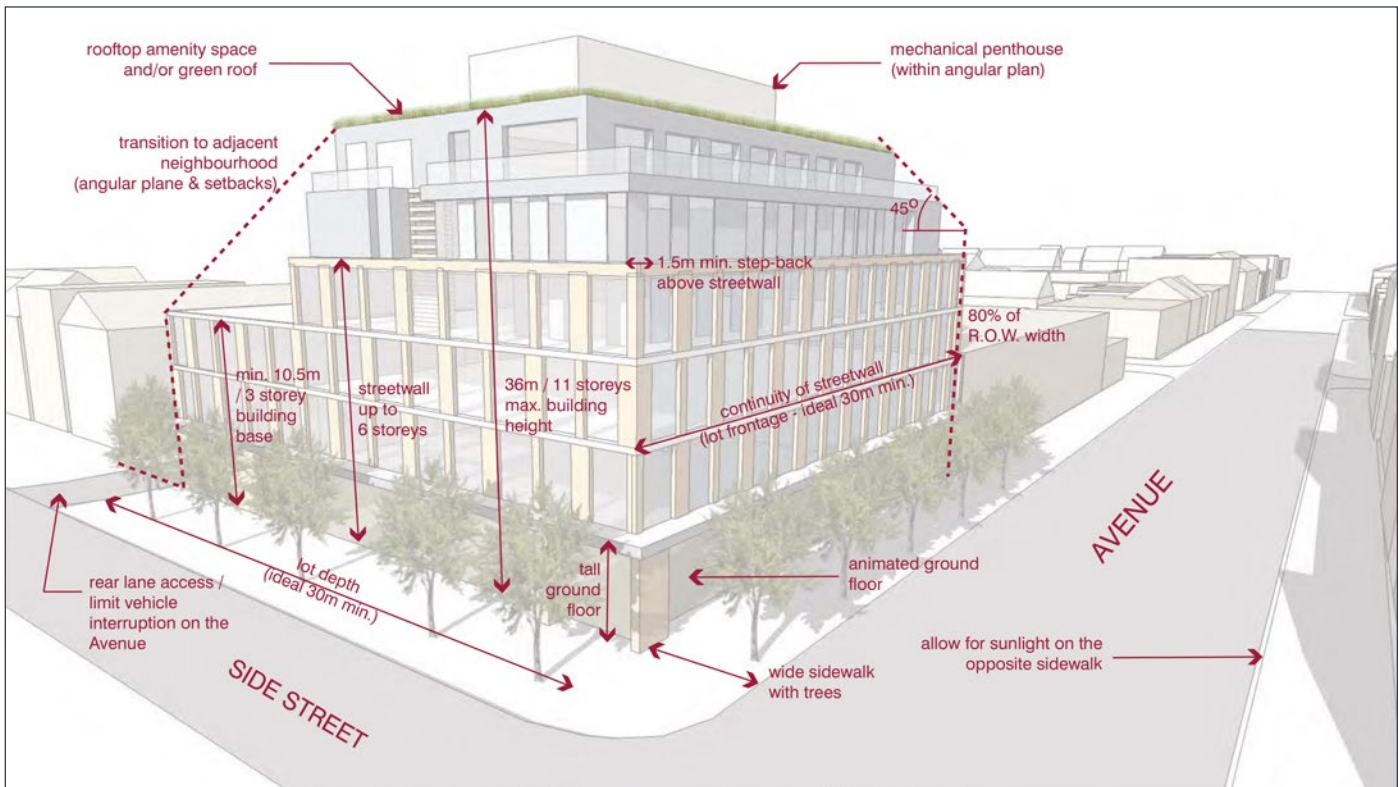 rooftop amenity space
and/or green roof
mechanical penthouse
(within angular plan)
transition to adjacent
neighbourhood
(angular plane & setbacks)
45º
1.5m min. step-back
above streetwall
80% of
R.O.W. width
min. 10.5m
/ 3 storey
building
base
streetwall
up to
6 storeys
36m / 11 storeys
max. building
height
continuity of streetwall
(lot frontage - ideal 30m min.)
AVENUE
rear lane access /
limit vehicle
interruption on the
Avenue
lot depth
(ideal 30m min.)
tall
ground
floor
animated ground
floor
wide sidewalk
with trees
allow for sunlight on the
opposite sidewalk
SIDE STREET